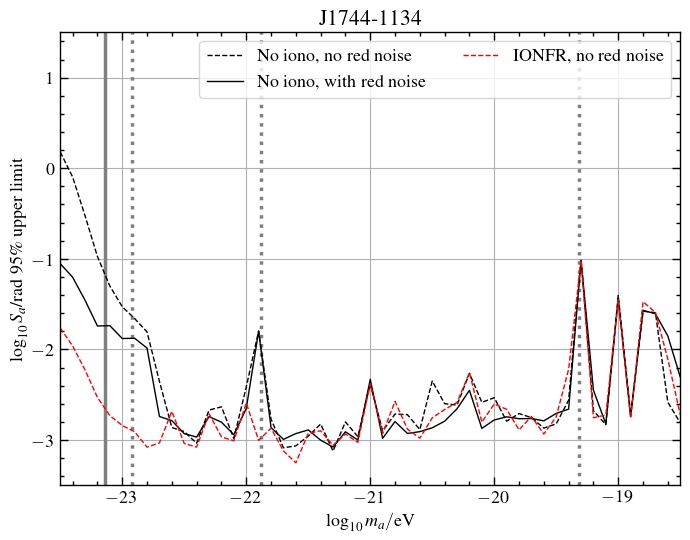 J1744-1134
No iono, no red noise
No iono, with red noise
IONFR, no red noise
log₁₀Sₐ/rad 95% upper limit
1
0
−1
−2
−3
−23
−22
−21
−20
−19
log₁₀mₐ/eV